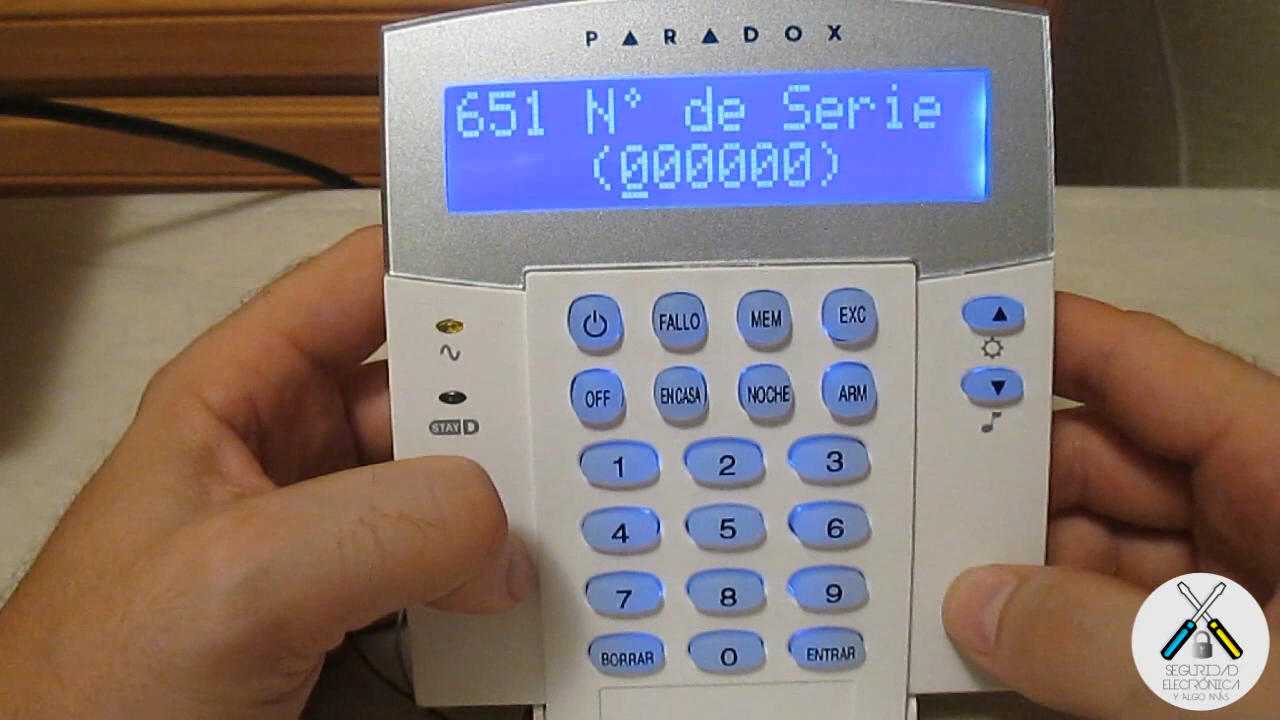 PARADOX
651 N° de Serie
(000000)
FALLO MEM EXC
OFF EN CASA NOCHE ARM
STAY D
1 2 3
4 5 6
7 8 9
BORRAR 0 ENTRAR
SEGURIDAD
ELECTRÓNICA
Y ALGO MÁS